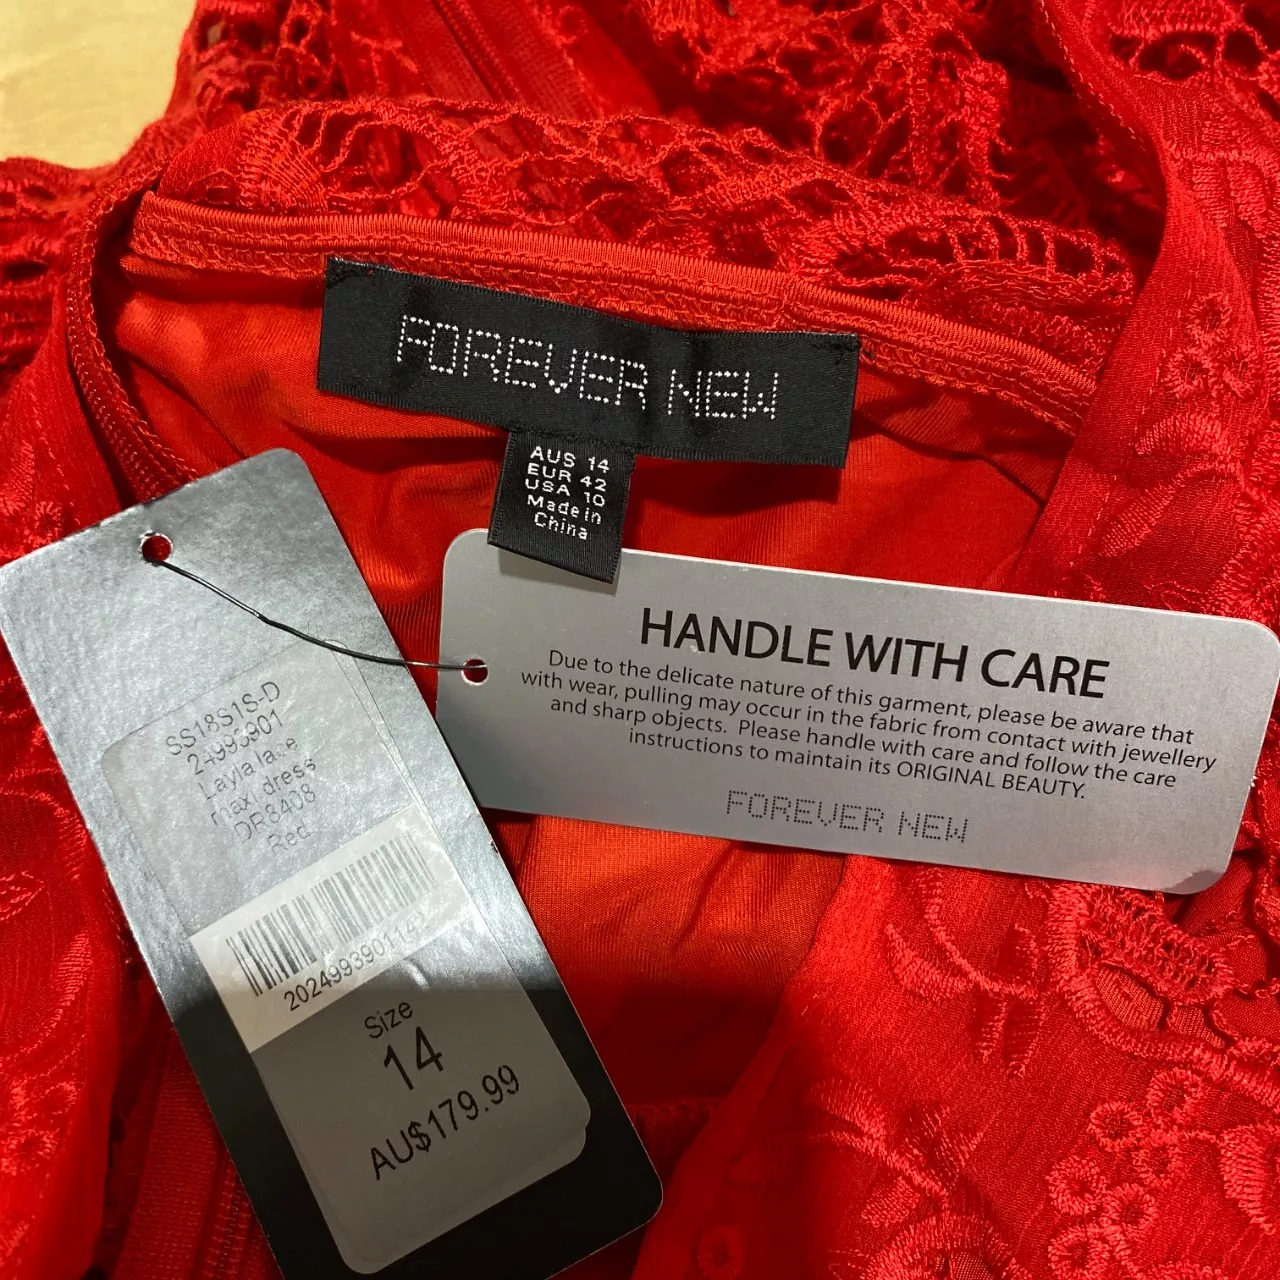 FOREVER NEW
AUS 14
EUR 42
USA 10
Made in
China
HANDLE WITH CARE
Due to the delicate nature of this garment, please be aware that
with wear, pulling may occur in the fabric from contact with jewellery
and sharp objects. Please handle with care and follow the care
instructions to maintain its ORIGINAL BEAUTY.
FOREVER NEW
SS18S1S-D
24993901
Layla lace
maxi dress
DR8408
Red
Size
14
AU$179.99